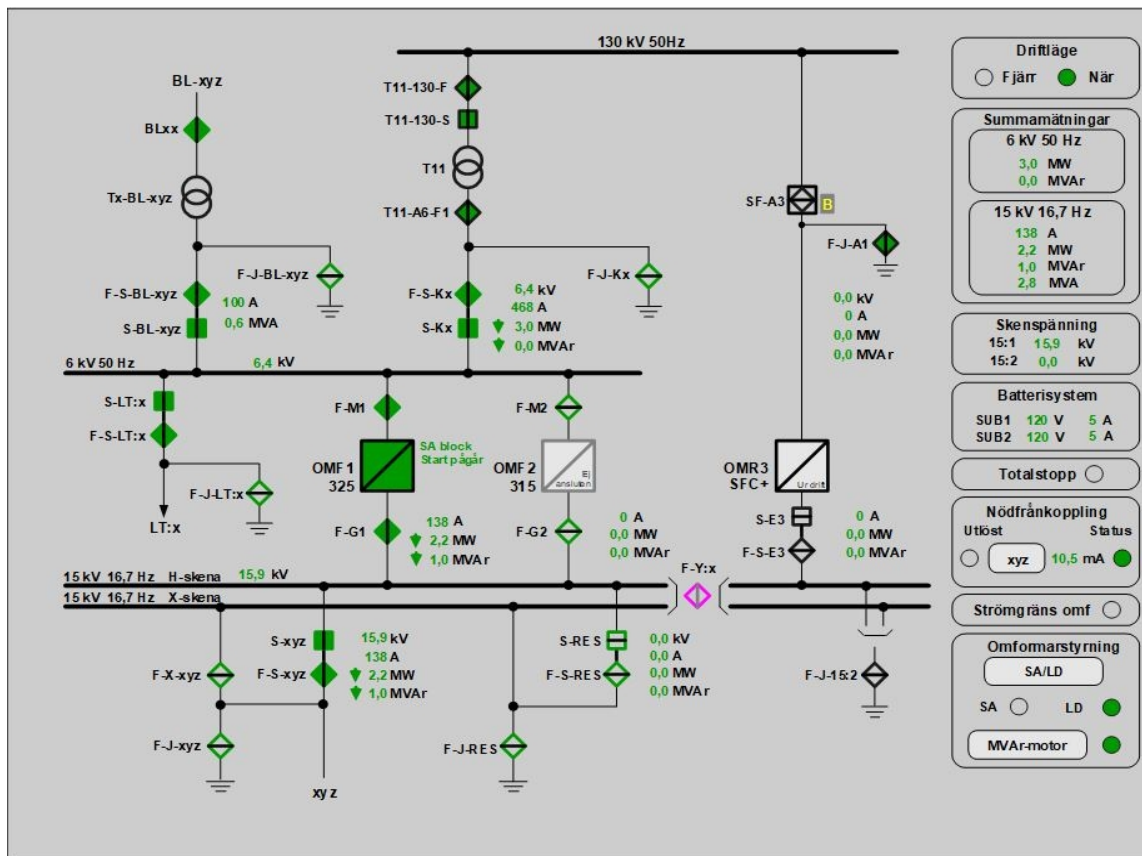 130 kV 50Hz
BL-xyz
BLxx
Tx-BL-xyz
F-J-BL-xyz
F-S-BL-xyz
100 A
S-BL-xyz
0,6 MVA
T11-130-F
T11-130-S
T11
T11-A6-F1
F-J-Kx
F-S-Kx
6,4 kV
468 A
S-Kx
3,0 MW
0,0 MVAr
SF-A3
B
F-J-A1
0,0 kV
0 A
0,0 MW
0,0 MVAr
6 kV 50 Hz
6,4 kV
S-LT:x
F-S-LT:x
F-J-LT:x
LT:x
F-M1
SA block
Start pågår
OMF1
325
F-G1
138 A
2,2 MW
1,0 MVAr
F-M2
OMF2
315
Ej
F-G2
0 A
0,0 MW
0,0 MVAr
OMR3
SFC+
Ur drift
S-E3
F-S-E3
0 A
0,0 MW
0,0 MVAr
15 kV 16,7 Hz H-skena
15,9 kV
15 kV 16,7 Hz X-skena
F-Y:x
S-xyz
F-X-xyz
F-S-xyz
15,9 kV
138 A
2,2 MW
1,0 MVAr
F-J-xyz
xyz
S-RES
F-S-RES
0,0 kV
0,0 A
0,0 MW
0,0 MVAr
F-J-RES
F-J-15:2
Driftläge
Fjärr
När
Summamätningar
6 kV 50 Hz
3,0 MW
0,0 MVAr
15 kV 16,7 Hz
138 A
2,2 MW
1,0 MVAr
2,8 MVA
Skenspänning
15:1 15,9 kV
15:2 0,0 kV
Batterisystem
SUB1 120 V 5 A
SUB2 120 V 5 A
Totalstopp
Nödfrånkoppling
Utlöst Status
xyz 10,5 mA
Strömgräns omf
Omformarstyrning
SA/LD
SA LD
MVAr-motor